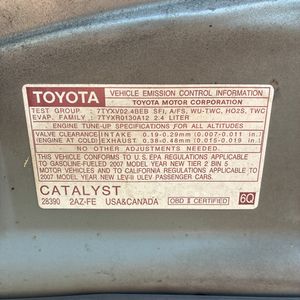 TOYOTA VEHICLE EMISSION CONTROL INFORMATION
TOYOTA MOTOR CORPORATION
TEST GROUP : 7TYXV02.4BEB SFI, A/FS, WU-TWC, HO2S, TWC
EVAP. FAMILY : 7TYXR0130A12 2.4 LITER
ENGINE TUNE-UP SPECIFICATIONS FOR ALL ALTITUDES
VALVE CLEARANCE INTAKE 0.19-0.29mm (0.007-0.011 in.)
(ENGINE AT COLD) EXHAUST 0.38-0.48mm (0.015-0.019 in.)
NO OTHER ADJUSTMENTS NEEDED.
THIS VEHICLE CONFORMS TO U.S. EPA REGULATIONS APPLICABLE
TO GASOLINE-FUELED 2007 MODEL YEAR NEW TIER 2 BIN 5
MOTOR VEHICLES AND TO CALIFORNIA REGULATIONS APPLICABLE TO
2007 MODEL YEAR NEW LEV-II ULEV PASSENGER CARS.
CATALYST
28390 2AZ-FE USA&CANADA OBD II CERTIFIED 6Q